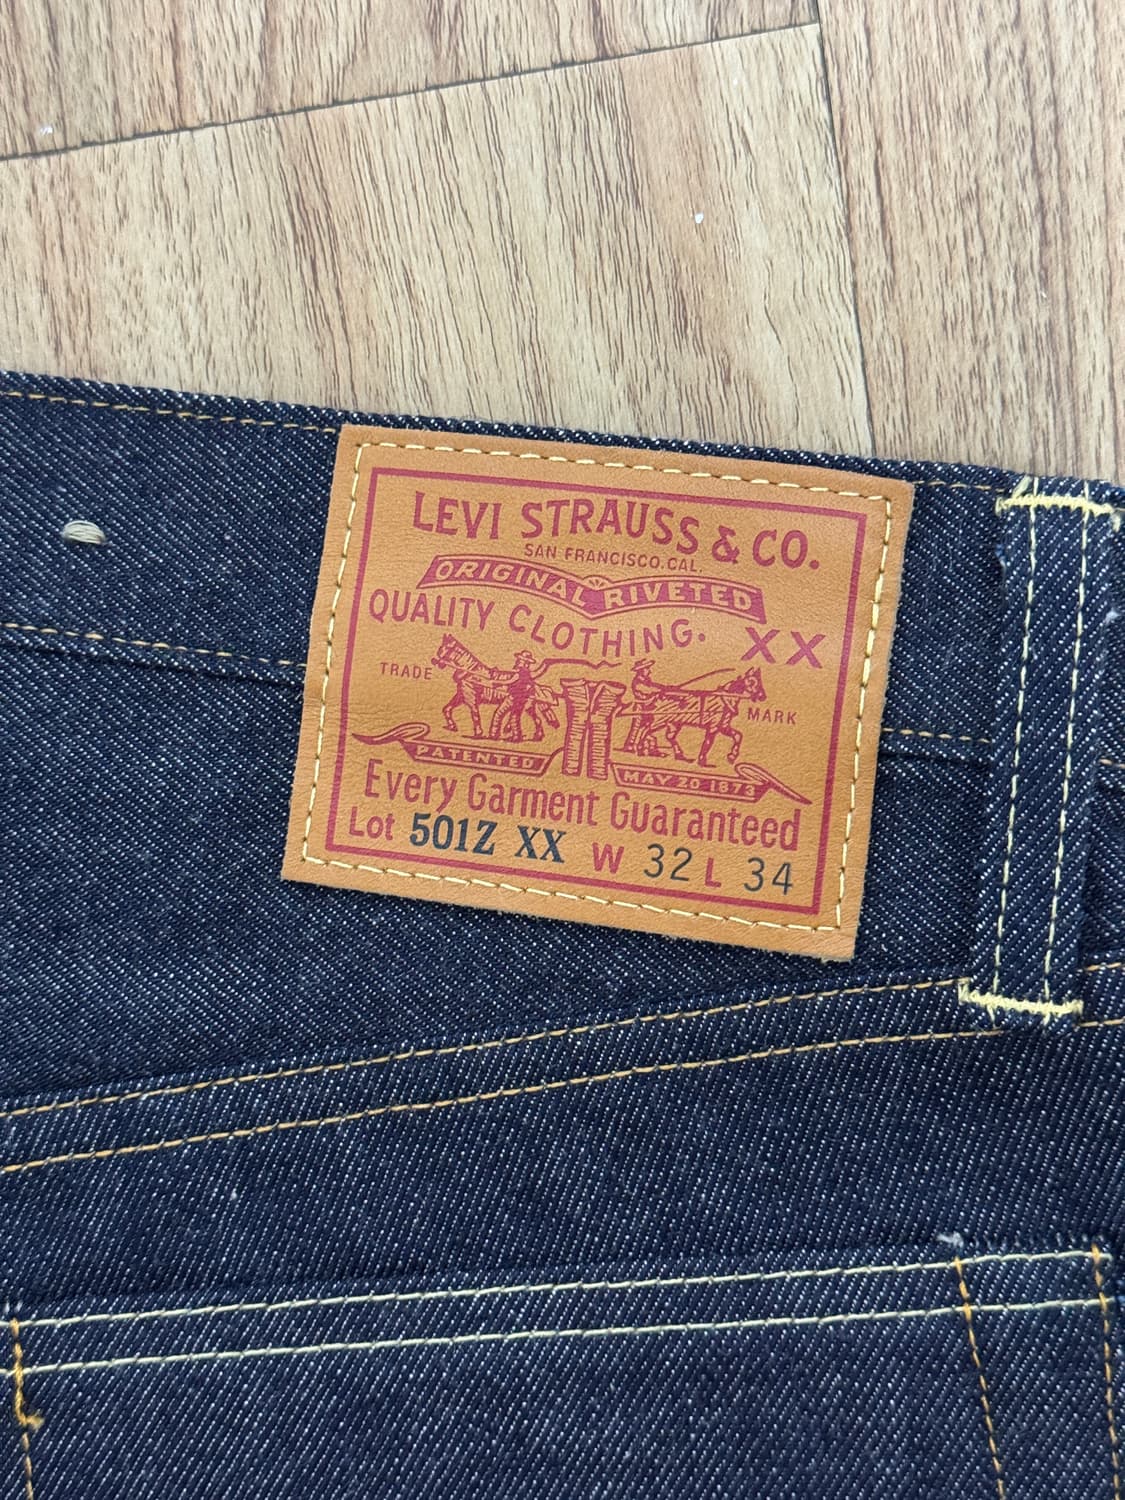 LEVI STRAUSS & CO.
SAN FRANCISCO, CAL.
ORIGINAL RIVETED
QUALITY CLOTHING. XX
TRADE MARK
PATENTED MAY 20 1873
Every Garment Guaranteed
Lot 501Z XX W 32 L 34